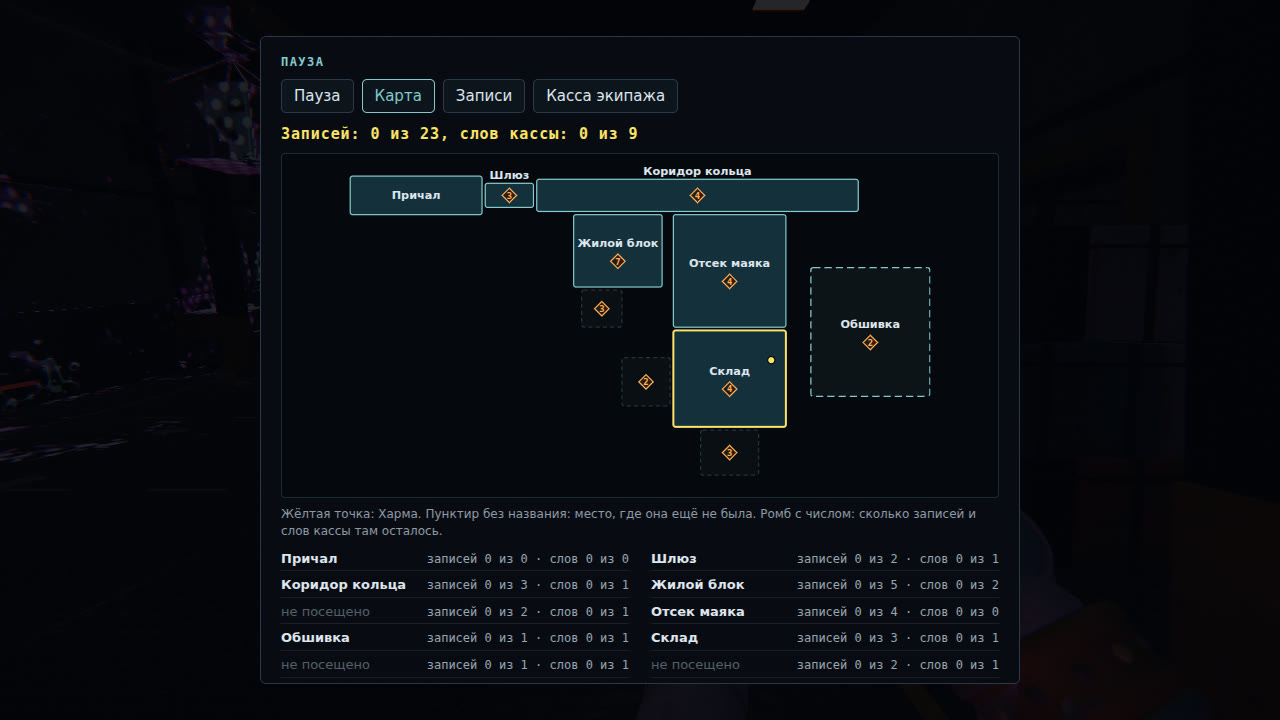 ПАУЗА
Пауза
Карта
Записи
Касса экипажа
Записей: 0 из 23, слов кассы: 0 из 9
Причал
Шлюз
3
Коридор кольца
4
Жилой блок
7
Отсек маяка
4
3
Обшивка
2
2
Склад
4
3
Жёлтая точка: Харма. Пунктир без названия: место, где она ещё не была. Ромб с числом: сколько записей и
слов кассы там осталось.
Причал записей 0 из 0 · слов 0 из 0
Шлюз записей 0 из 2 · слов 0 из 1
Коридор кольца записей 0 из 3 · слов 0 из 1
Жилой блок записей 0 из 5 · слов 0 из 2
не посещено записей 0 из 2 · слов 0 из 1
Отсек маяка записей 0 из 4 · слов 0 из 0
Обшивка записей 0 из 1 · слов 0 из 1
Склад записей 0 из 3 · слов 0 из 1
не посещено записей 0 из 1 · слов 0 из 1
не посещено записей 0 из 2 · слов 0 из 1